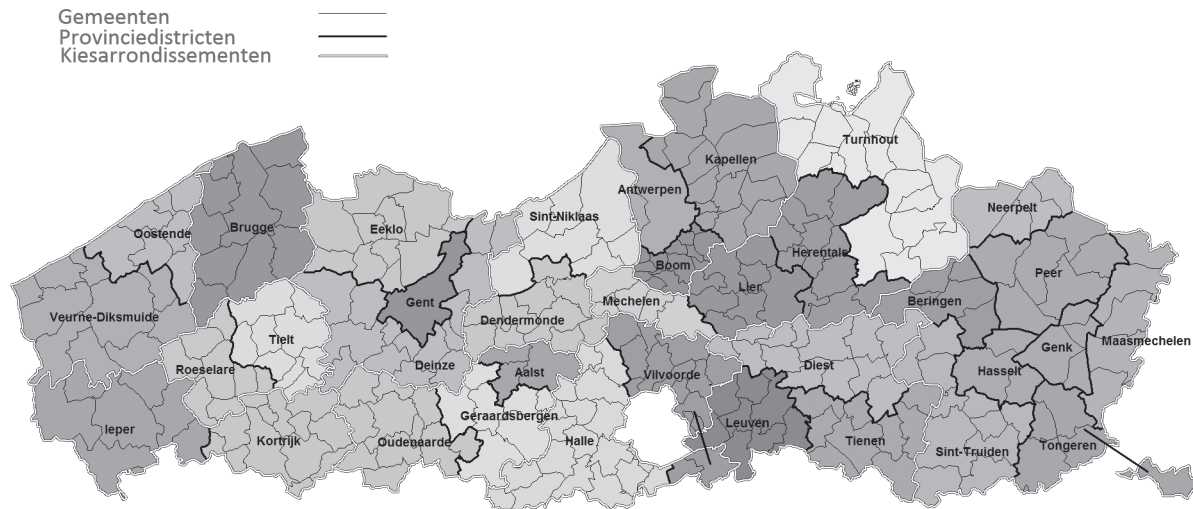 Gemeenten
Provinciedistricten
Kiesarrondissementen
Turnhout
Kapellen
Antwerpen
Neerpelt
Sint-Niklaas
Oostende
Brugge
Eeklo
Herentals
Boom
Peer
Lier
Gent
Mechelen
Beringen
Veurne-Diksmuide
Dendermonde
Tielt
Maasmechelen
Genk
Roeselare
Deinze
Aalst
Vilvoorde
Diest
Hasselt
Geraardsbergen
Leuven
Ieper
Kortrijk
Oudenaarde
Halle
Tienen
Sint-Truiden
Tongeren